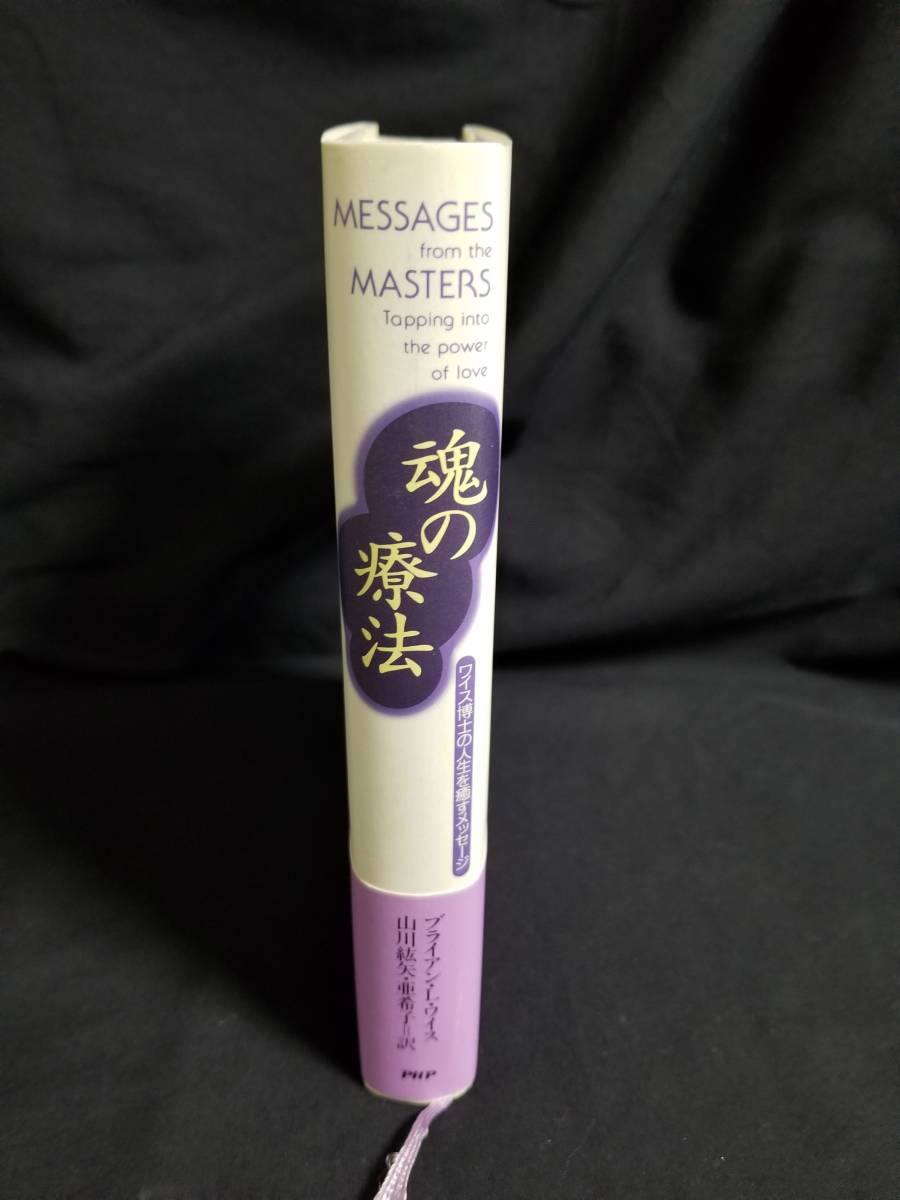 MESSAGES
from the
MASTERS
Tapping into
the power
of love
魂の
療法
ワイス博士の人生を癒すメッセージ
ブライアン・L・ワイス
山川紘矢・亜希子=訳
PHP